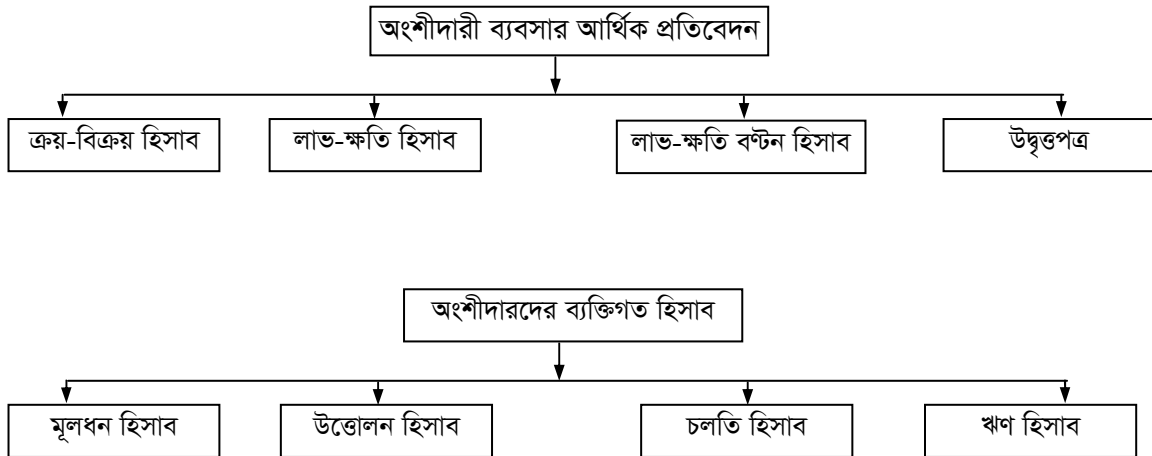 অংশীদারী ব্যবসার আর্থিক প্রতিবেদন
ক্রয়-বিক্রয় হিসাব
লাভ-ক্ষতি হিসাব
লাভ-ক্ষতি বণ্টন হিসাব
উদ্বৃত্তপত্র
অংশীদারদের ব্যক্তিগত হিসাব
মূলধন হিসাব
উত্তোলন হিসাব
চলতি হিসাব
ঋণ হিসাব